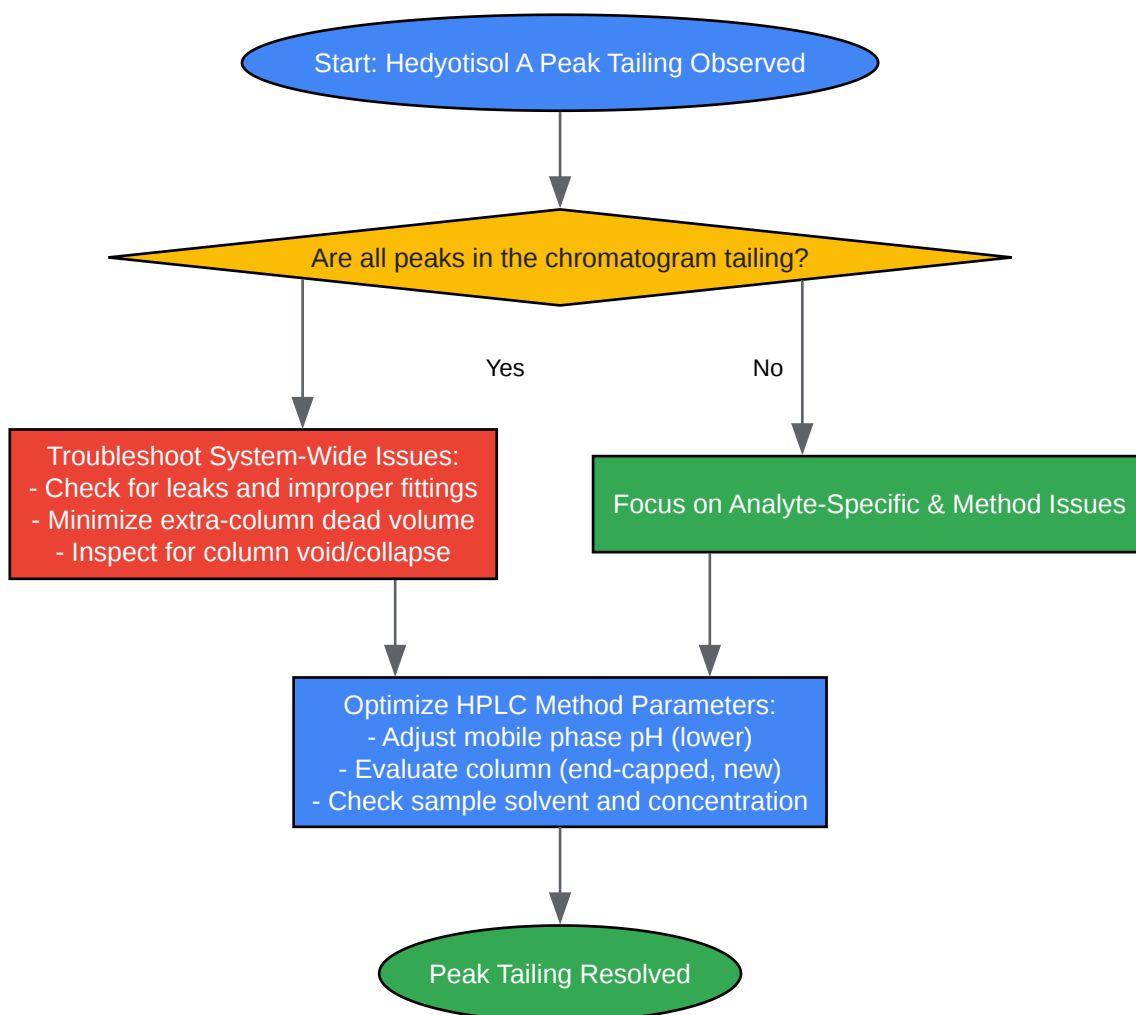 Start: Hedyotisol A Peak Tailing Observed
Are all peaks in the chromatogram tailing?
Yes
No
Troubleshoot System-Wide Issues:
- Check for leaks and improper fittings
- Minimize extra-column dead volume
- Inspect for column void/collapse
Focus on Analyte-Specific & Method Issues
Optimize HPLC Method Parameters:
- Adjust mobile phase pH (lower)
- Evaluate column (end-capped, new)
- Check sample solvent and concentration
Peak Tailing Resolved